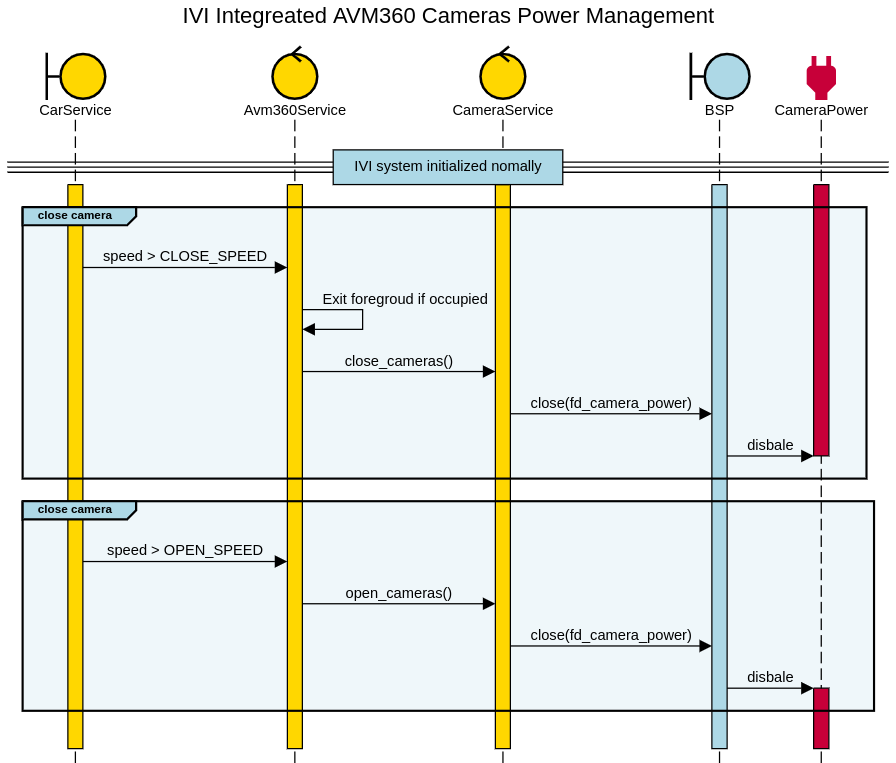 IVI Integreated AVM360 Cameras Power Management
CarService
Avm360Service
CameraService
BSP
CameraPower
IVI system initialized nomally
close camera
speed > CLOSE_SPEED
Exit foregroud if occupied
close_cameras()
close(fd_camera_power)
disbale
close camera
speed > OPEN_SPEED
open_cameras()
close(fd_camera_power)
disbale